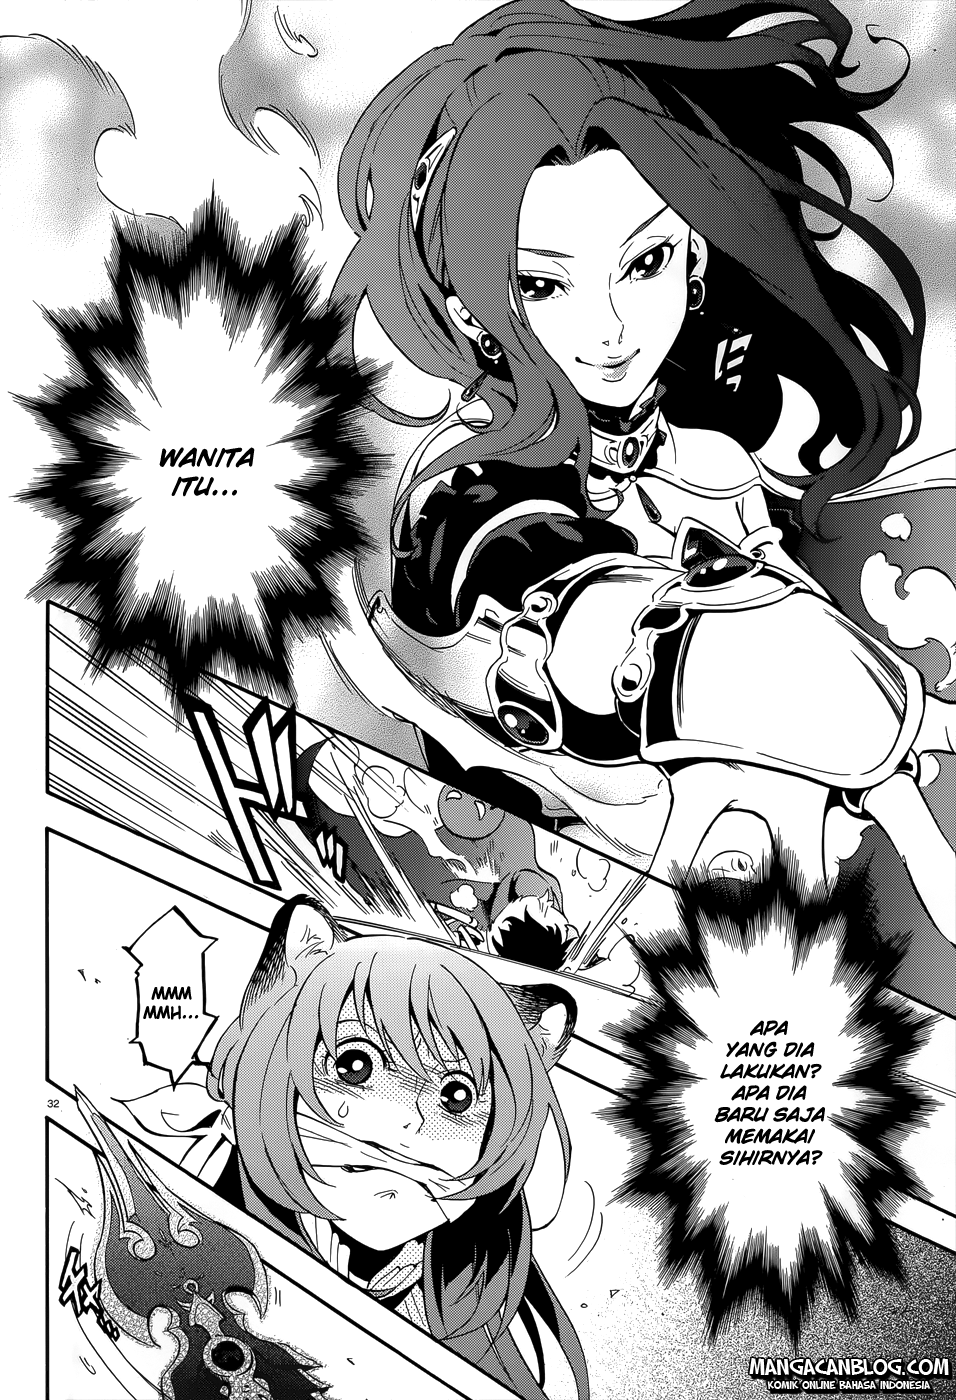 WANITA
ITU...
APA
YANG DIA
LAKUKAN?
APA DIA
BARU SAJA
MEMAKAI
SIHIRNYA?
MMM
MMH...
32
MANGACANBLOG.COM
KOMIK ONLINE BAHASA INDONESIA